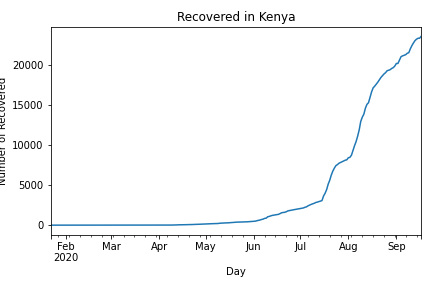 Recovered in Kenya
Number of Recovered
20000
15000
10000
5000
0
Feb Mar Apr May Jun Jul Aug Sep
2020
Day